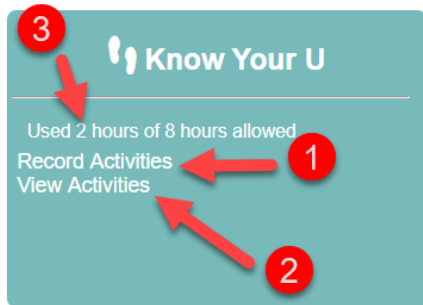 3
Know Your U
Used 2 hours of 8 hours allowed
Record Activities
1
View Activities
2